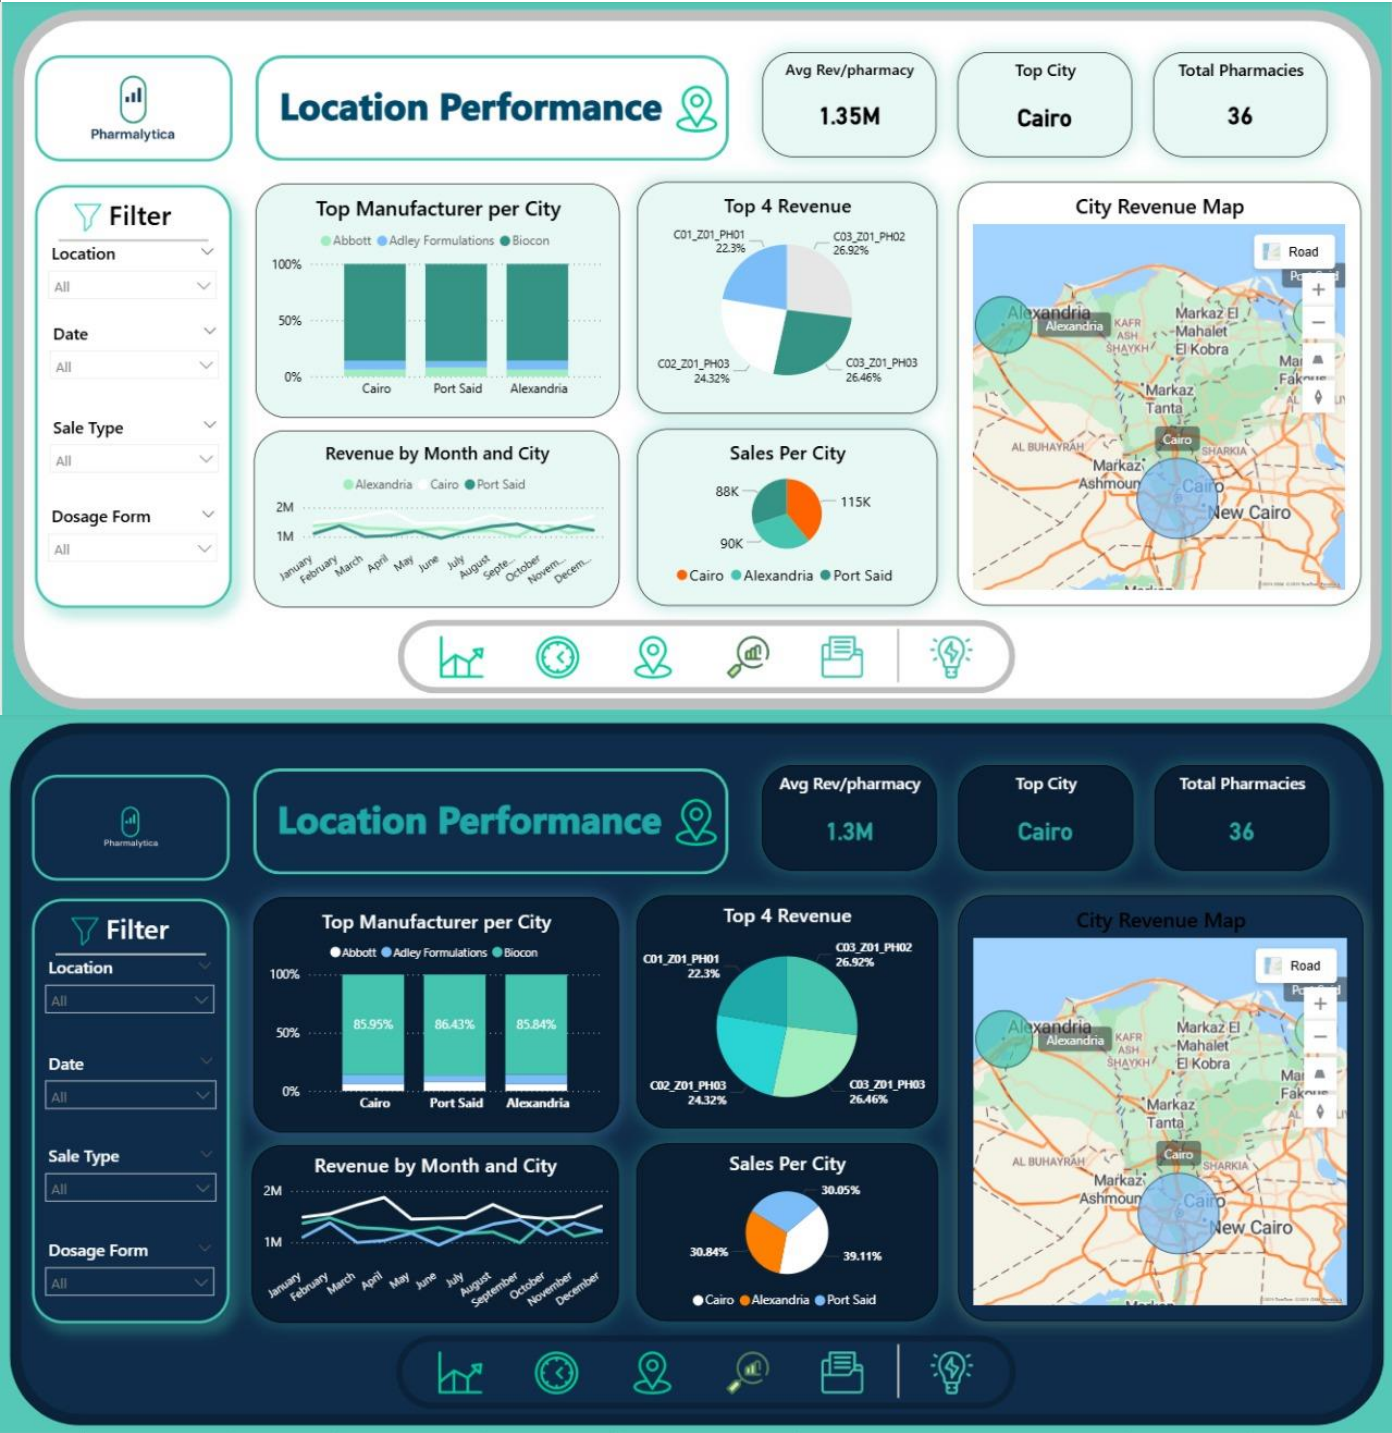 Pharmalytica
Location Performance
Avg Rev/pharmacy
1.35M
Top City
Cairo
Total Pharmacies
36
Filter
Location
All
Date
All
Sale Type
All
Dosage Form
All
Top Manufacturer per City
Abbott Adley Formulations Biocon
100%
50%
0%
Cairo Port Said Alexandria
Top 4 Revenue
C01_Z01_PH01
22.3%
C03_Z01_PH02
26.92%
C02_Z01_PH03
24.32%
C03_Z01_PH03
26.46%
City Revenue Map
Road
Alexandria
Alexandria
KAFR
ASH
SHAYKH
Markaz El
Mahalet
El Kobra
Markaz
Tanta
AL BUHAYRAH
Cairo
SHARKIA
Markaz
Ashmoun
Cairo
New Cairo
Revenue by Month and City
Alexandria Cairo Port Said
2M
1M
January February March April May June July August Septe... October Novem... Decem...
Sales Per City
88K
115K
90K
Cairo Alexandria Port Said
Pharmalytica
Location Performance
Avg Rev/pharmacy
1.3M
Top City
Cairo
Total Pharmacies
36
Filter
Location
All
Date
All
Sale Type
All
Dosage Form
All
Top Manufacturer per City
Abbott Adley Formulations Biocon
100%
50%
0%
85.95% 86.43% 85.84%
Cairo Port Said Alexandria
Top 4 Revenue
C01_Z01_PH01
22.3%
C03_Z01_PH02
26.92%
C02_Z01_PH03
24.32%
C03_Z01_PH03
26.46%
City Revenue Map
Road
Alexandria
Alexandria
KAFR
ASH
SHAYKH
Markaz El
Mahalet
El Kobra
Markaz
Tanta
AL BUHAYRAH
Cairo
SHARKIA
Markaz
Ashmoun
Cairo
New Cairo
Revenue by Month and City
2M
1M
January February March April May June July August September October November December
Sales Per City
30.05%
30.84%
39.11%
Cairo Alexandria Port Said